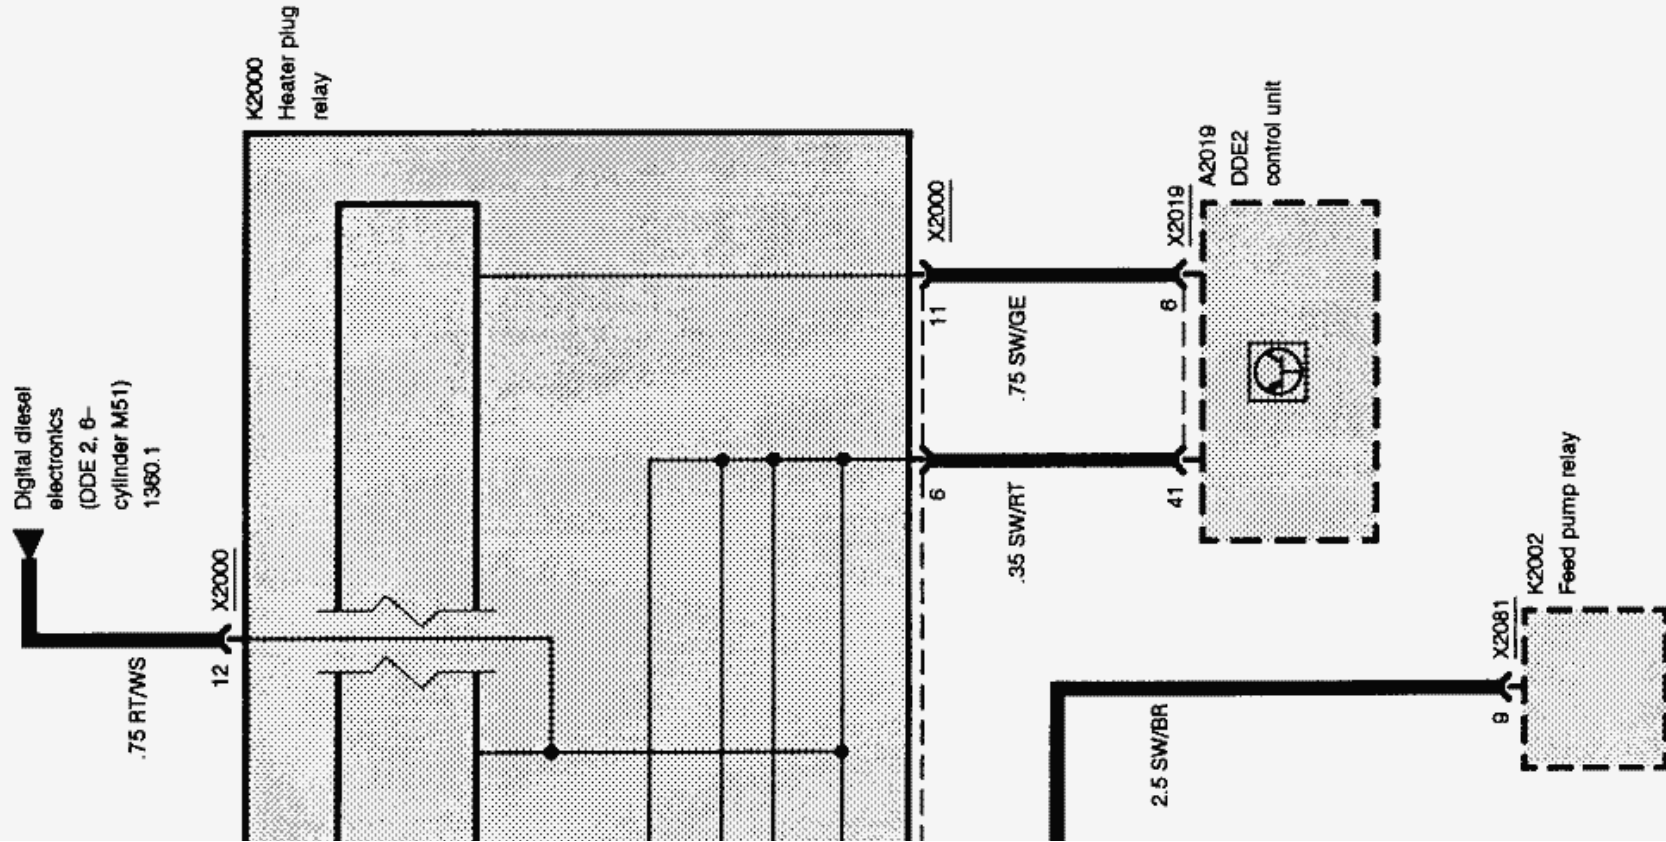 K2000
Heater plug
relay
Digital diesel
electronics
(DDE 2, 6–
cylinder M51)
1360.1
X2000
12
.75 RT/WS
X2000
11
.75 SW/GE
6
.35 SW/RT
X2019
6
41
A2019
DDE2
control unit
K2002
Feed pump relay
X2081
9
2.5 SW/BR